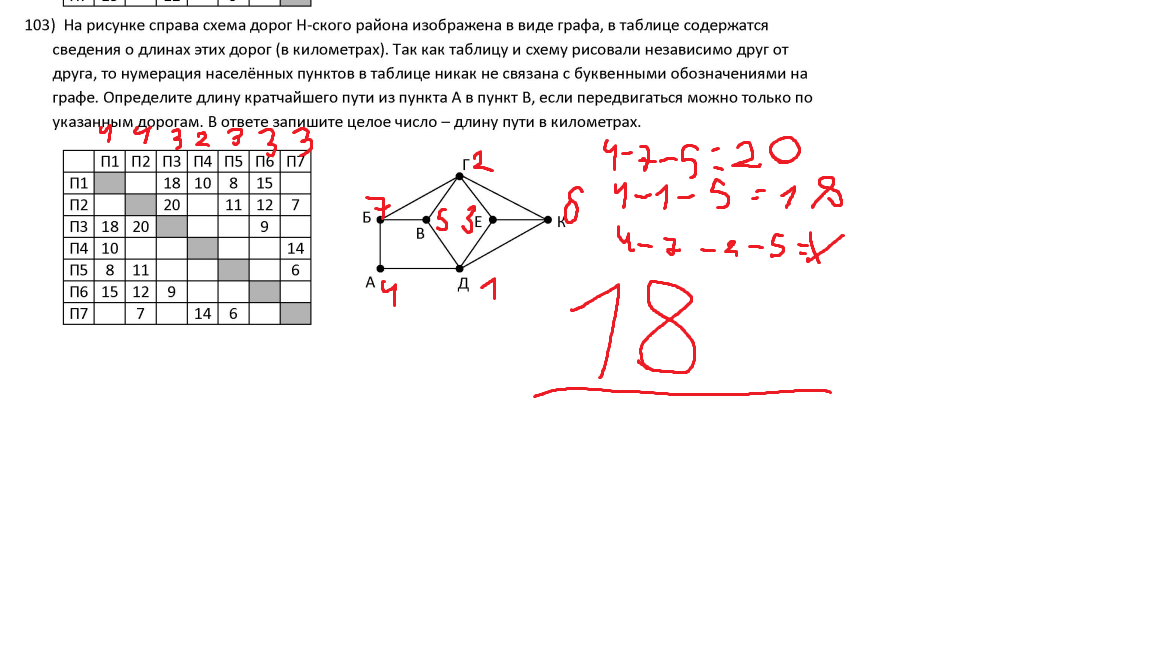 103) На рисунке справа схема дорог Н-ского района изображена в виде графа, в таблице содержатся
сведения о длинах этих дорог (в километрах). Так как таблицу и схему рисовали независимо друг от
друга, то нумерация населённых пунктов в таблице никак не связана с буквенными обозначениями на
графе. Определите длину кратчайшего пути из пункта А в пункт В, если передвигаться можно только по
указанным дорогам. В ответе запишите целое число – длину пути в километрах.
4 4 3 2 3 3 3
П1 П2 П3 П4 П5 П6 П7
П1 18 10 8 15
П2 20 11 12 7
П3 18 20 9
П4 10 14
П5 8 11 6
П6 15 12 9
П7 7 14 6
Г 2
Б 7
В 5
Е 3
К 6
А 4
Д 1
4-7-5=20
4-1-5=18
4-7-2-5=
18